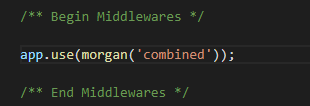 /** Begin Middlewares */
app.use(morgan('combined'));
/** End Middlewares */